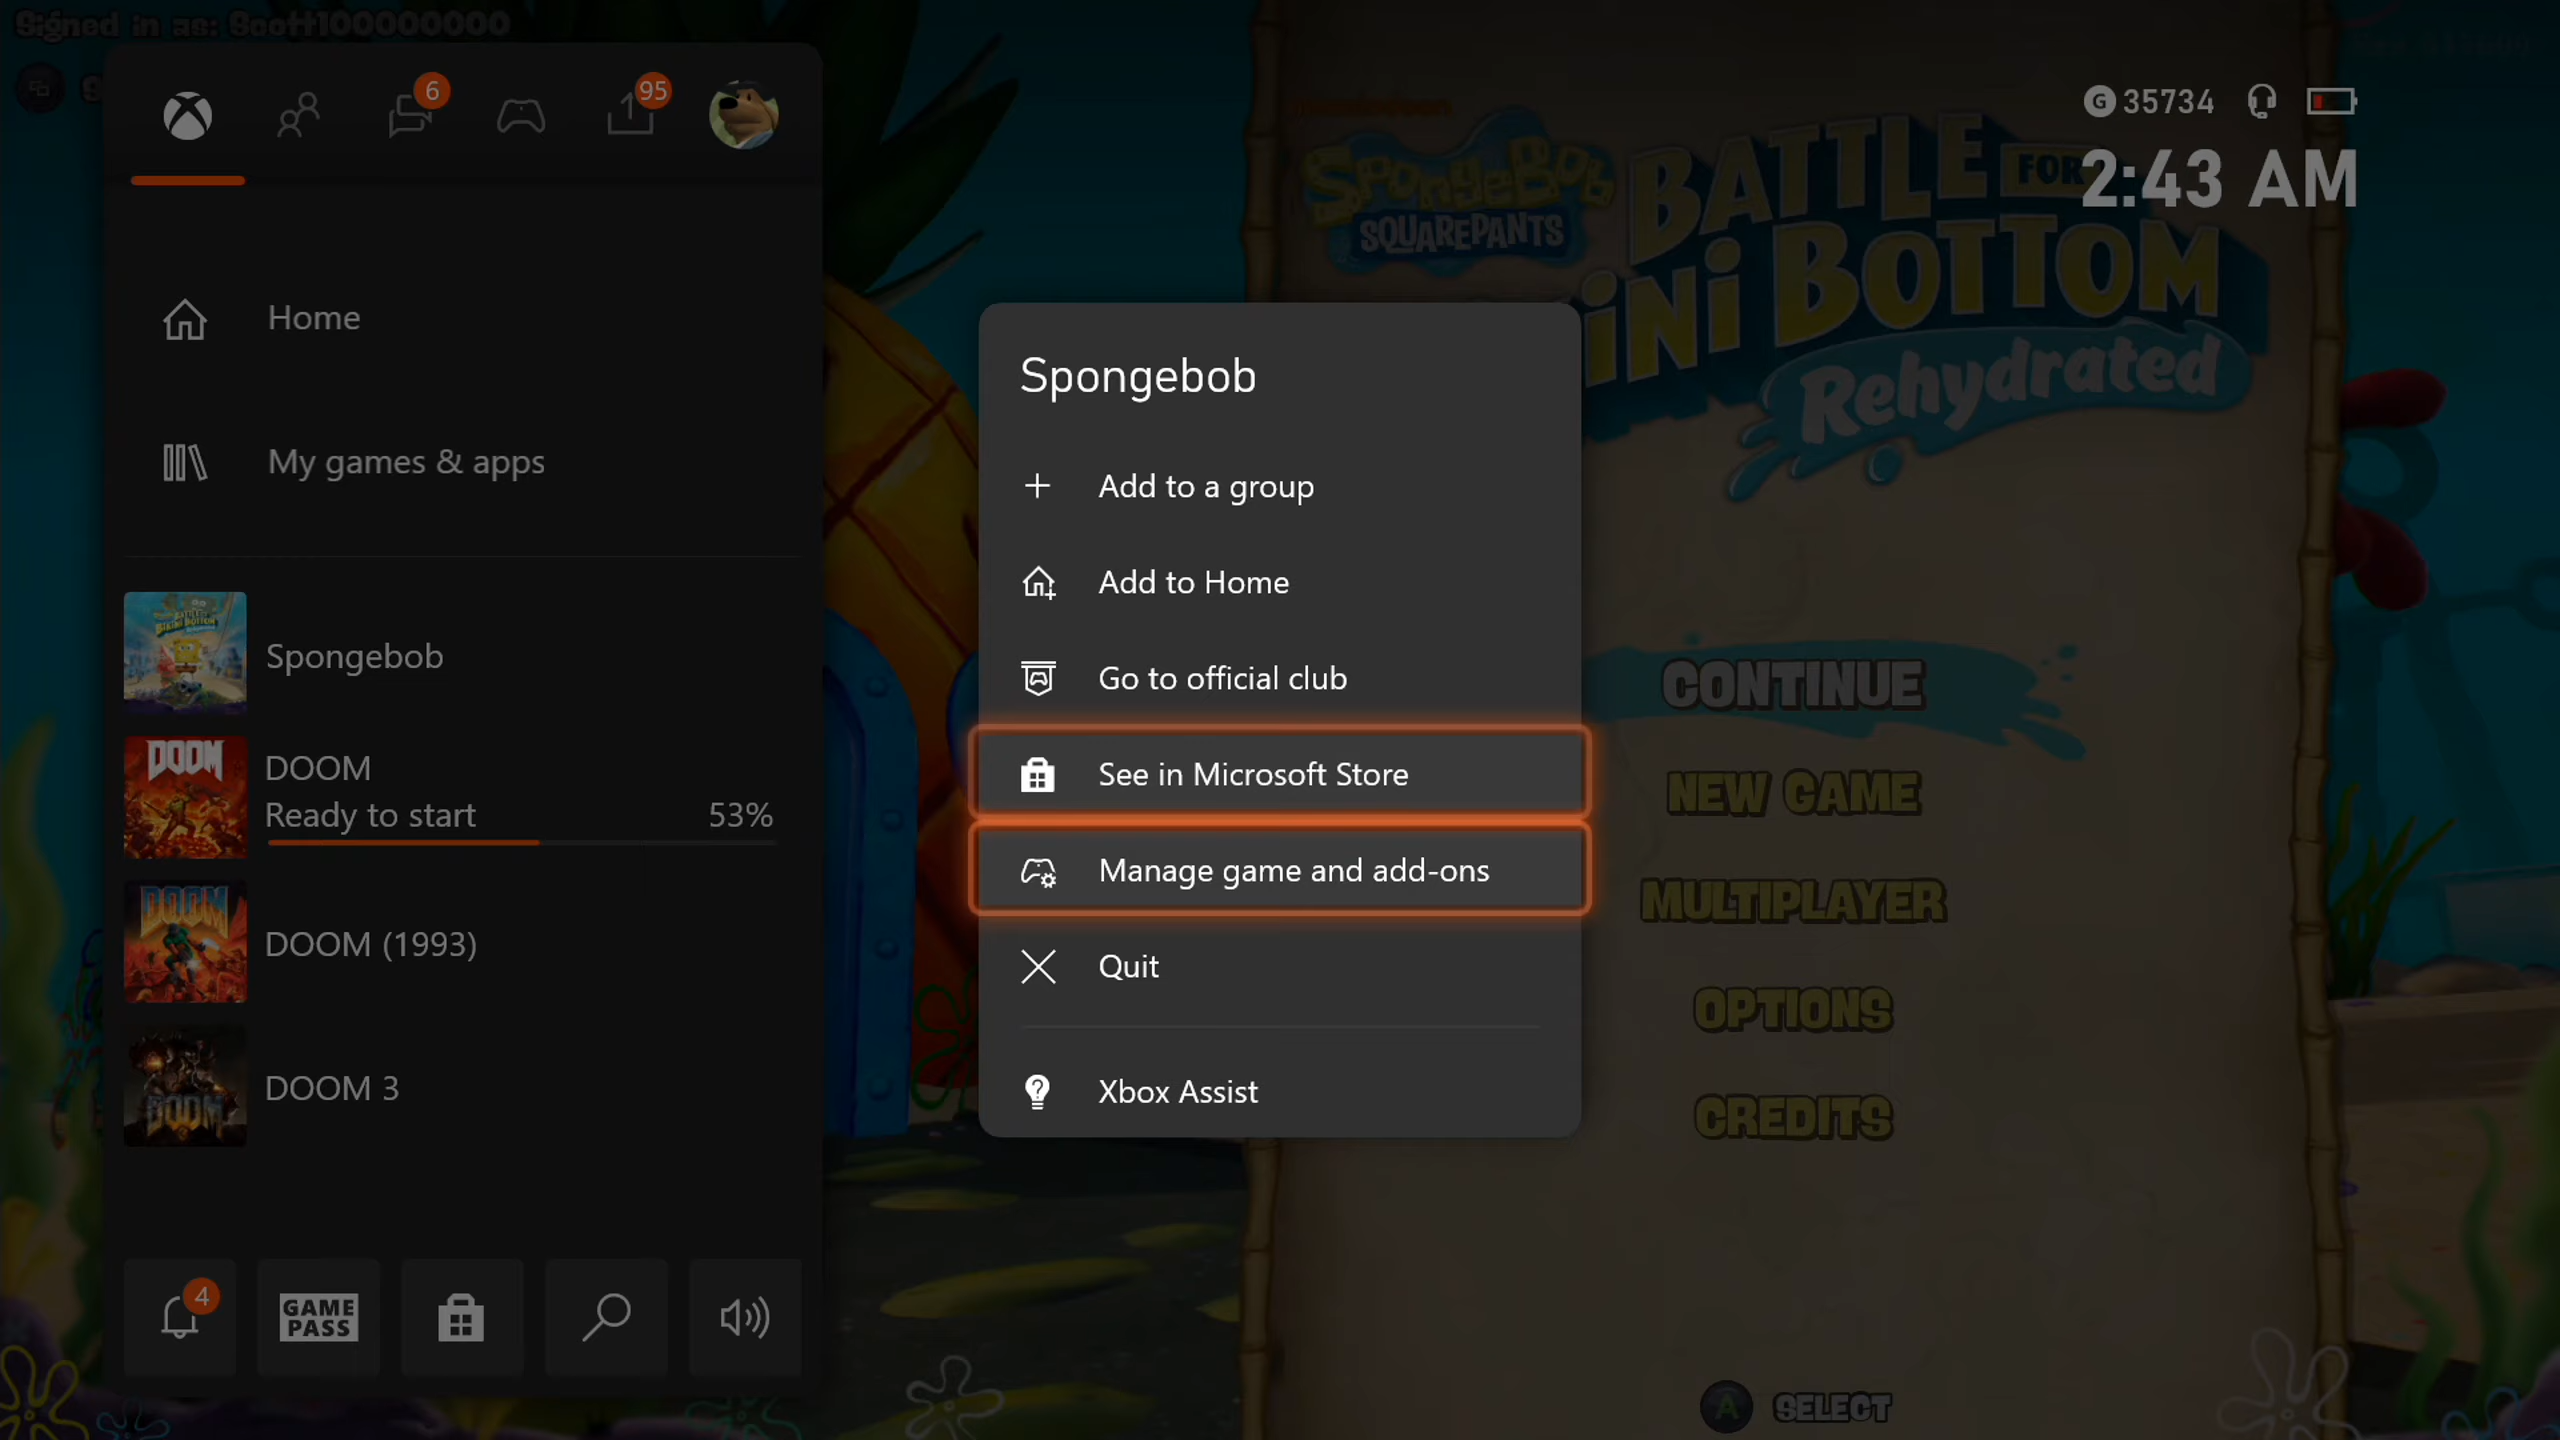 Signed in as: Scott100000000
6
95
G 35734
2:43 AM
Home
My games & apps
Spongebob
DOOM
DOOM
Ready to start
53%
DOOM
DOOM (1993)
DOOM
DOOM 3
4
GAME
PASS
Spongebob
Add to a group
Add to Home
Go to official club
See in Microsoft Store
Manage game and add-ons
Quit
Xbox Assist
SPONGEBOB
SQUAREPANTS
BATTLE FOR
iNi BOTTOM
Rehydrated
CONTINUE
NEW GAME
MULTIPLAYER
OPTIONS
CREDITS
A SELECT